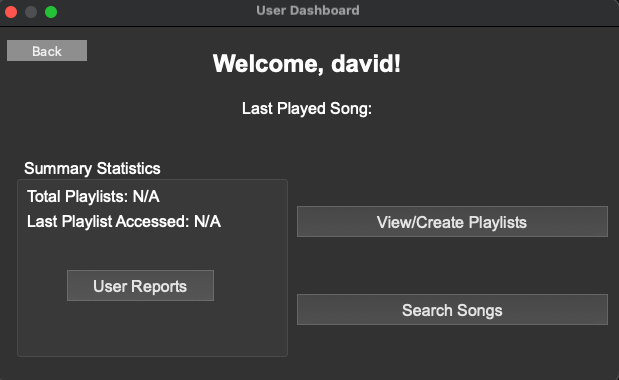 User Dashboard
Back
Welcome, david!
Last Played Song:
Summary Statistics
Total Playlists: N/A
Last Playlist Accessed: N/A
User Reports
View/Create Playlists
Search Songs